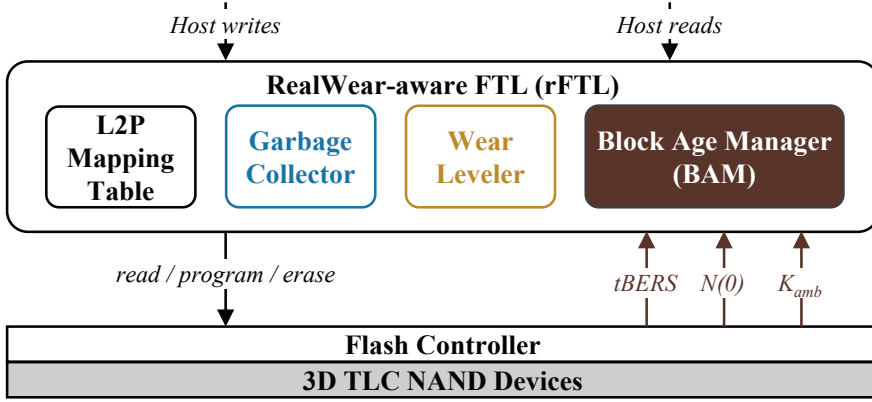 Host writes
Host reads
RealWear-aware FTL (rFTL)
L2P
Mapping
Table
Garbage
Collector
Wear
Leveler
Block Age Manager
(BAM)
read / program / erase
tBERS
N(0)
K_amb
Flash Controller
3D TLC NAND Devices